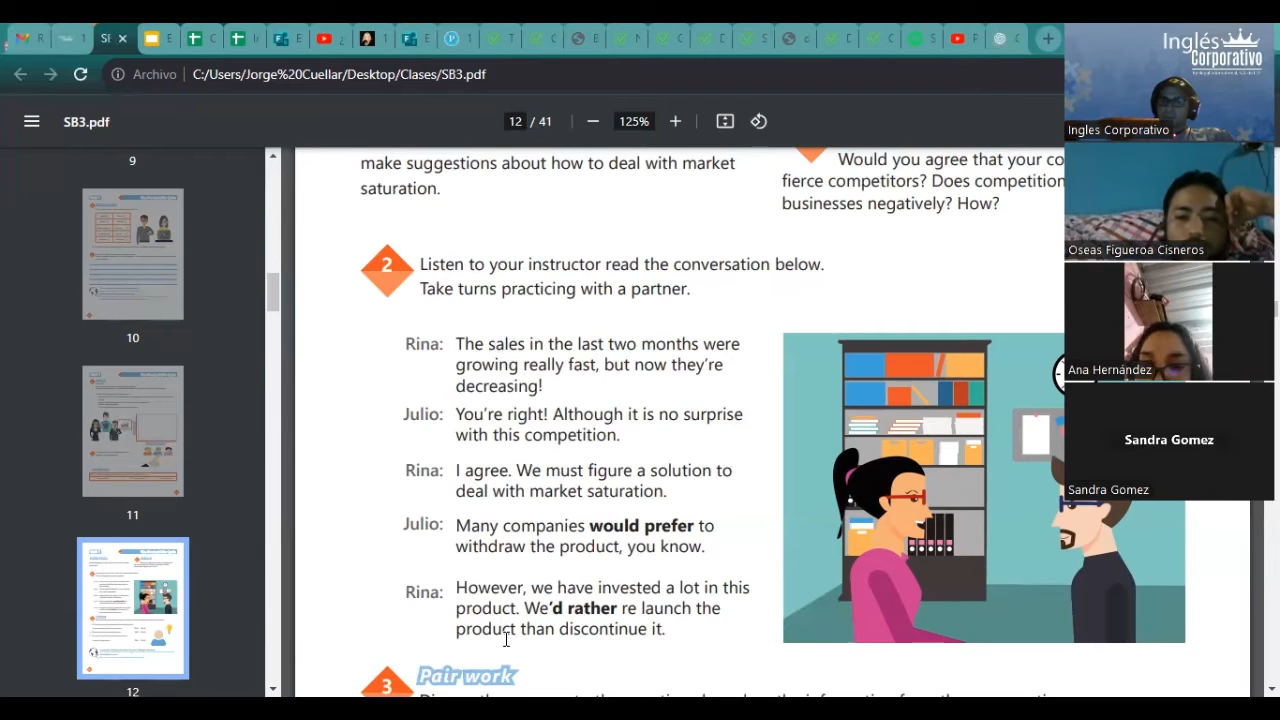 SB
Archivo
C:/Users/Jorge%20Cuellar/Desktop/Clases/SB3.pdf
SB3.pdf
12 / 41
125%
9
10
11
12
make suggestions about how to deal with market
saturation.
Would you agree that your co
fierce competitors? Does competition
businesses negatively? How?
2
Listen to your instructor read the conversation below.
Take turns practicing with a partner.
Rina: The sales in the last two months were
growing really fast, but now they're
decreasing!
Julio: You're right! Although it is no surprise
with this competition.
Rina: I agree. We must figure a solution to
deal with market saturation.
Julio: Many companies would prefer to
withdraw the product, you know.
Rina: However, we have invested a lot in this
product. We'd rather re launch the
product than discontinue it.
3
Pair work
Inglés
Corporativo
Ingles Corporativo
Oseas Figueroa Cisneros
Ana Hernández
Sandra Gomez
Sandra Gomez